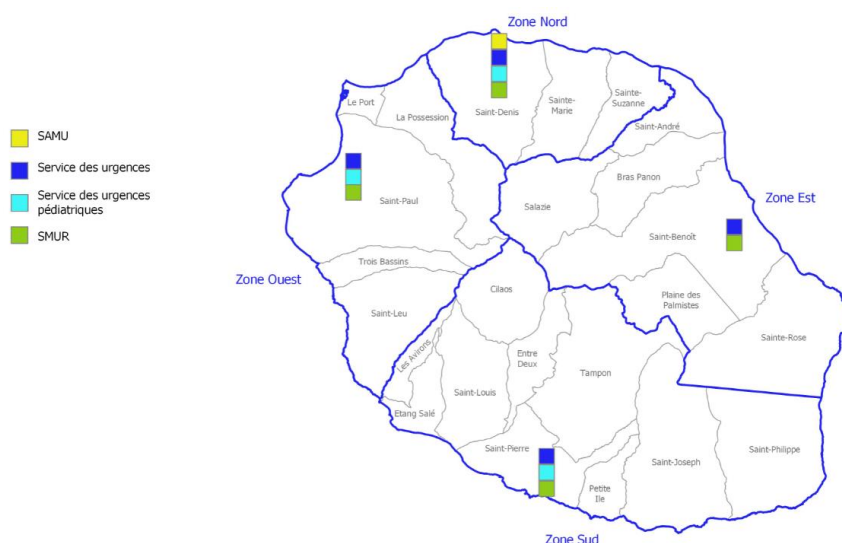 Zone Nord
Le Port
La Possession
Saint-Denis
Sainte-
Marie
Sainte-
Suzanne
Saint-André
SAMU
Service des urgences
Service des urgences
pédiatriques
SMUR
Saint-Paul
Salazie
Bras Panon
Zone Est
Saint-Benoît
Trois Bassins
Zone Ouest
Cilaos
Plaine des
Palmistes
Saint-Leu
Sainte-Rose
Les Avirons
Entre
Deux
Tampon
Saint-Louis
Etang Salé
Saint-Pierre
Saint-Joseph
Saint-Philippe
Petite
Ile
Zone Sud